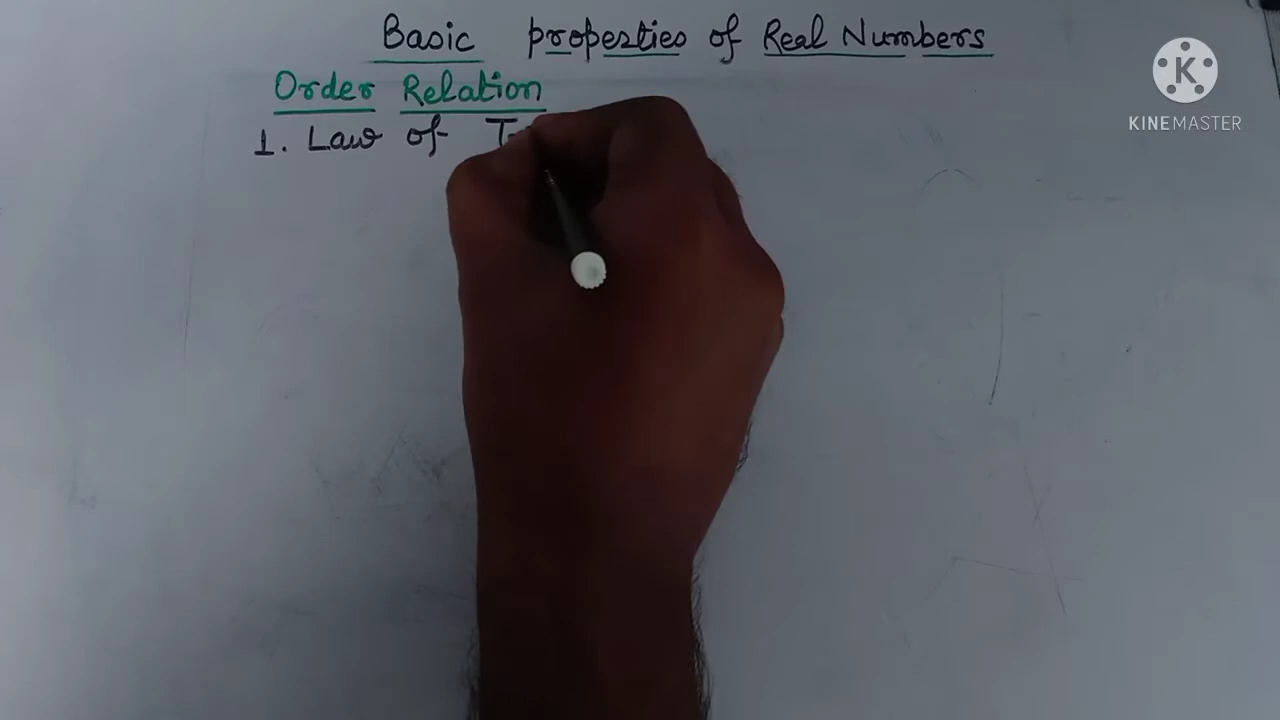 Basic properties of Real Numbers
Order Relation
1. Law of
K
KINEMASTER